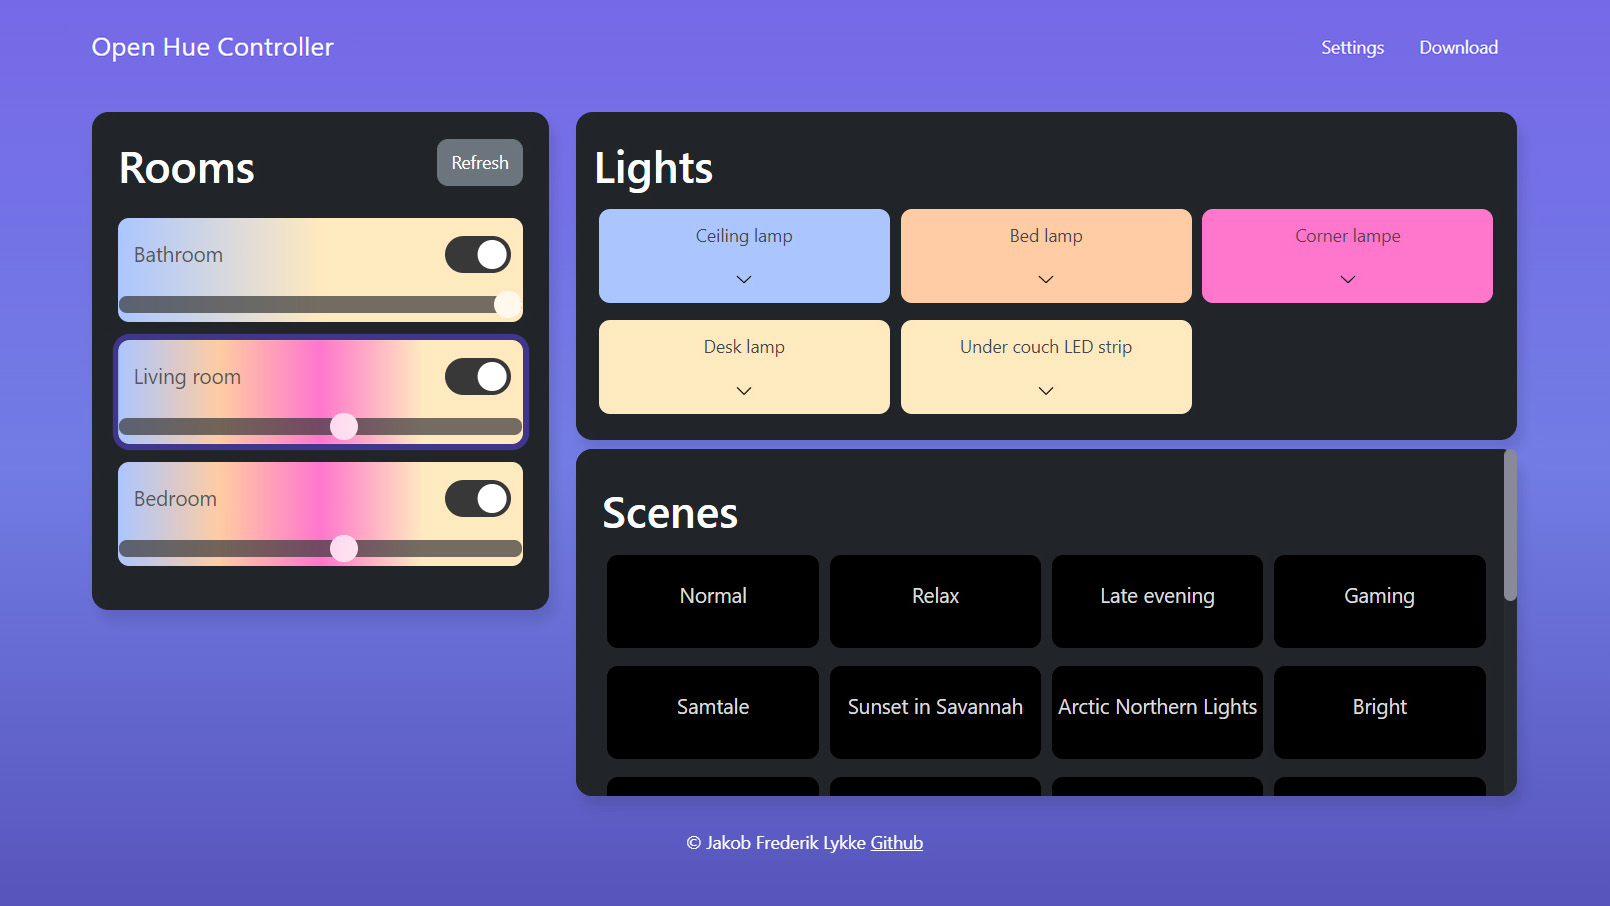 Open Hue Controller
Settings
Download
Rooms
Refresh
Bathroom
Living room
Bedroom
Lights
Ceiling lamp
Bed lamp
Corner lampe
Desk lamp
Under couch LED strip
Scenes
Normal
Relax
Late evening
Gaming
Samtale
Sunset in Savannah
Arctic Northern Lights
Bright
© Jakob Frederik Lykke Github